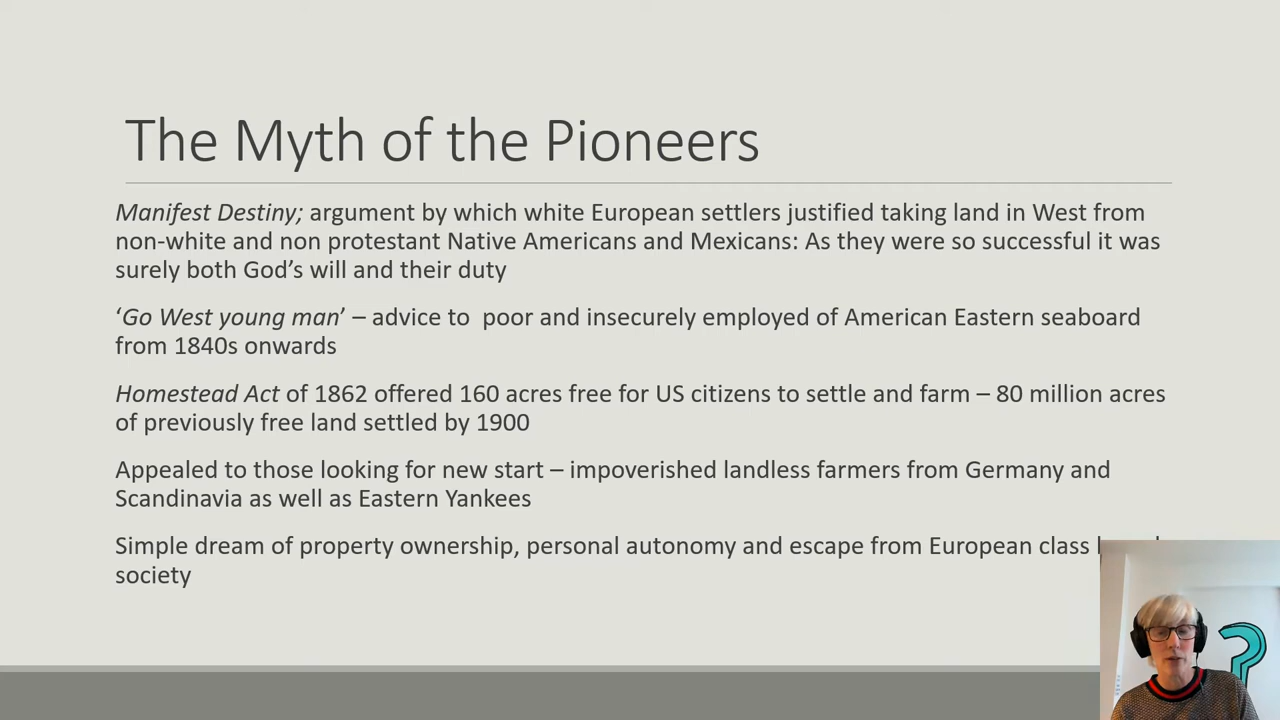 The Myth of the Pioneers
Manifest Destiny; argument by which white European settlers justified taking land in West from
non-white and non protestant Native Americans and Mexicans: As they were so successful it was
surely both God’s will and their duty
‘Go West young man’ – advice to  poor and insecurely employed of American Eastern seaboard
from 1840s onwards
Homestead Act of 1862 offered 160 acres free for US citizens to settle and farm – 80 million acres
of previously free land settled by 1900
Appealed to those looking for new start – impoverished landless farmers from Germany and
Scandinavia as well as Eastern Yankees
Simple dream of property ownership, personal autonomy and escape from European class
society
?